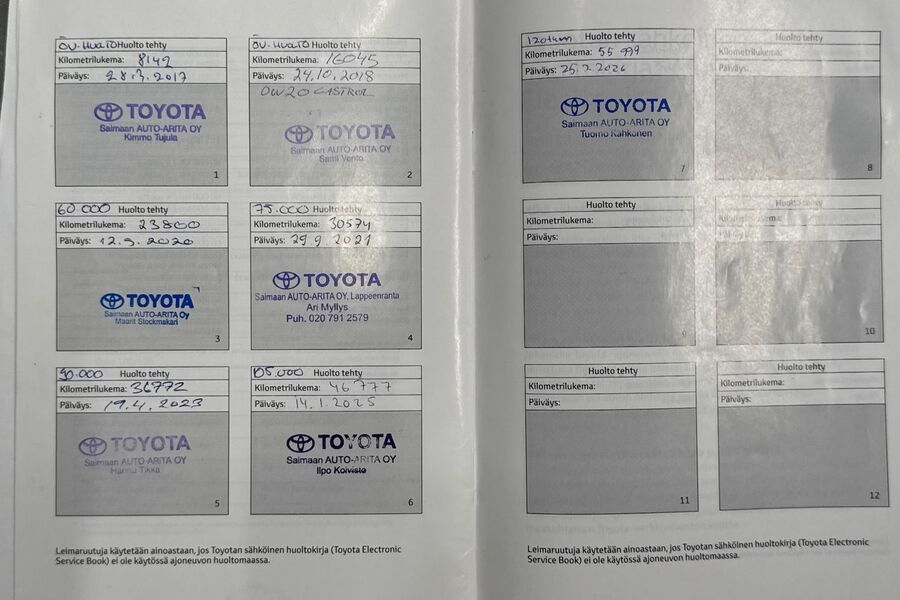 ÖV-HUOLTO Huolto tehty
Kilometrilukema: 8142
Päiväys: 28.3.2017
TOYOTA
Saimaan AUTO-ARITA OY
Kimmo Tujula
1
ÖV-HUOLTO Huolto tehty
Kilometrilukema: 16045
Päiväys: 24.10.2018
0W20 CASTROL
TOYOTA
Saimaan AUTO-ARITA OY
Sami Vento
2
60.000 Huolto tehty
Kilometrilukema: 23800
Päiväys: 12.5.2020
TOYOTA
Saimaan AUTO-ARITA Oy
Maarit Stockmakari
3
75.000 Huolto tehty
Kilometrilukema: 30574
Päiväys: 29.9.2021
TOYOTA
Saimaan AUTO-ARITA OY, Lappeenranta
Ari Myllys
Puh. 020 791 2579
4
90.000 Huolto tehty
Kilometrilukema: 36772
Päiväys: 19.4.2023
TOYOTA
Saimaan AUTO-ARITA OY
Hannu Tikka
5
105.000 Huolto tehty
Kilometrilukema: 46777
Päiväys: 14.1.2025
TOYOTA
Saimaan AUTO-ARITA OY
Ilpo Koivisto
6
Leimaruutuja käytetään ainoastaan, jos Toyotan sähköinen huoltokirja (Toyota Electronic
Service Book) ei ole käytössä ajoneuvon huoltomaassa.
120tkm Huolto tehty
Kilometrilukema: 55 999
Päiväys:
TOYOTA
Saimaan AUTO-ARITA OY
Tuomo Kähkönen
7
Huolto tehty
Kilometrilukema:
Päiväys:
8
Huolto tehty
Kilometrilukema:
Päiväys:
9
Huolto tehty
Kilometrilukema:
Päiväys:
10
Huolto tehty
Kilometrilukema:
Päiväys:
11
Huolto tehty
Kilometrilukema:
Päiväys:
12
Leimaruutuja käytetään ainoastaan, jos Toyotan sähköinen huoltokirja (Toyota Electronic
Service Book) ei ole käytössä ajoneuvon huoltomaassa.